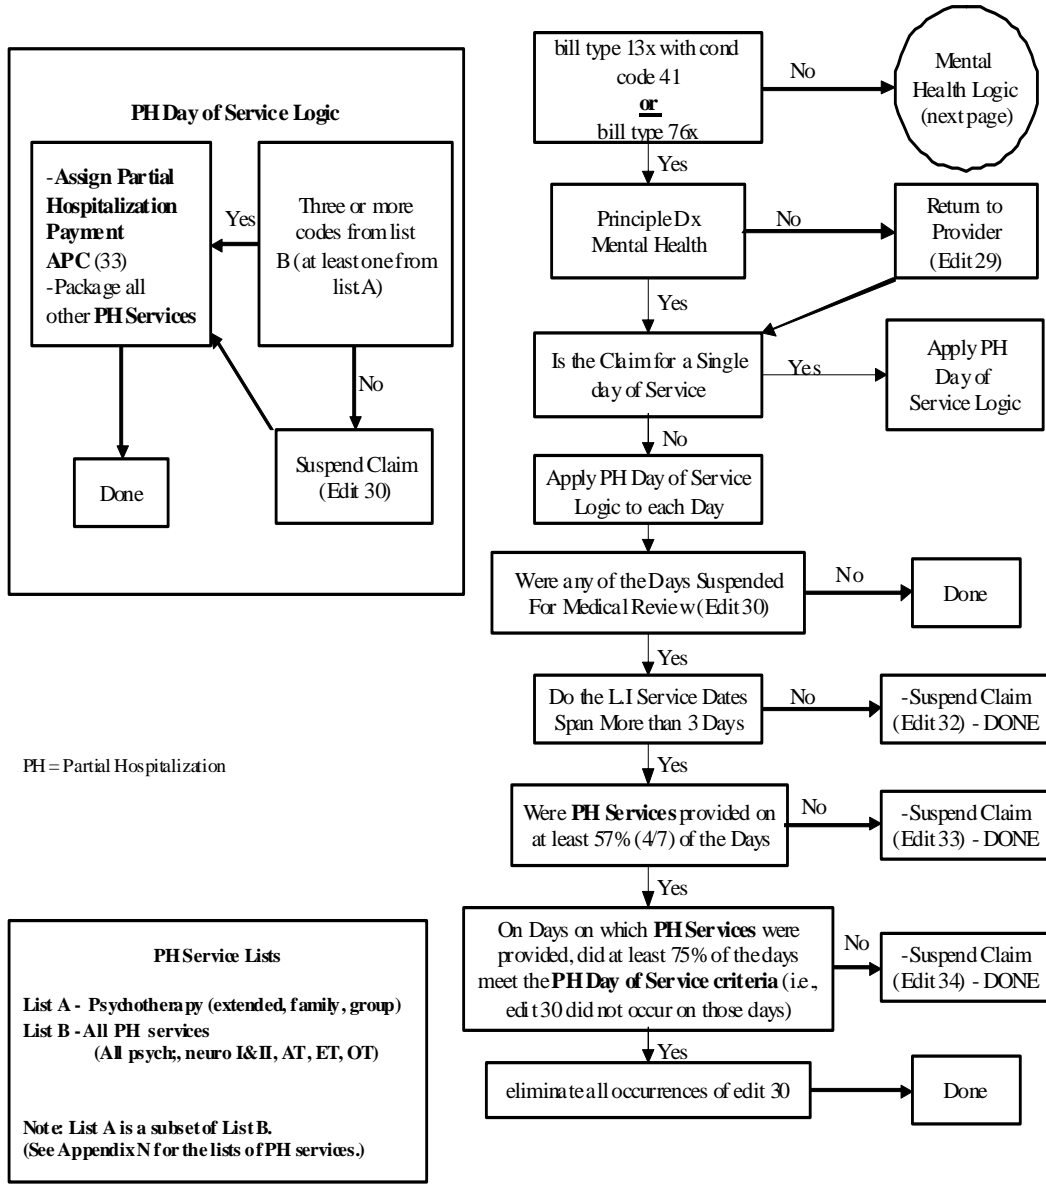 PH Day of Service Logic
- Assign Partial
Hospitalization
Payment
APC (33)
-Package all
other PH Services
Yes
Three or more
codes from list
B (at least one from
list A)
No
Suspend Claim
(Edit 30)
Done
bill type 13x with cond
code 41
or
bill type 76x
No
Mental
Health Logic
(next page)
Yes
Principle Dx
Mental Health
No
Return to
Provider
(Edit 29)
Yes
Is the Claim for a Single
day of Service
Yes
Apply PH
Day of
Service Logic
No
Apply PH Day of Service
Logic to each Day
Were any of the Days Suspended
For Medical Review (Edit 30)
No
Done
Yes
Do the L.I Service Dates
Span More than 3 Days
No
-Suspend Claim
(Edit 32) - DONE
Yes
PH = Partial Hospitalization
Were PH Services provided on
at least 57% (4/7) of the Days
No
-Suspend Claim
(Edit 33) - DONE
Yes
On Days on which PH Services were
provided, did at least 75% of the days
meet the PH Day of Service criteria (i.e.,
edit 30 did not occur on those days)
No
-Suspend Claim
(Edit 34) - DONE
Yes
eliminate all occurrences of edit 30
Done
PH Service Lists
List A - Psychotherapy (extended, family, group)
List B - All PH services
(All psych;, neuro I&II, AT, ET, OT)
Note: List A is a subset of List B.
(See Appendix N for the lists of PH services.)